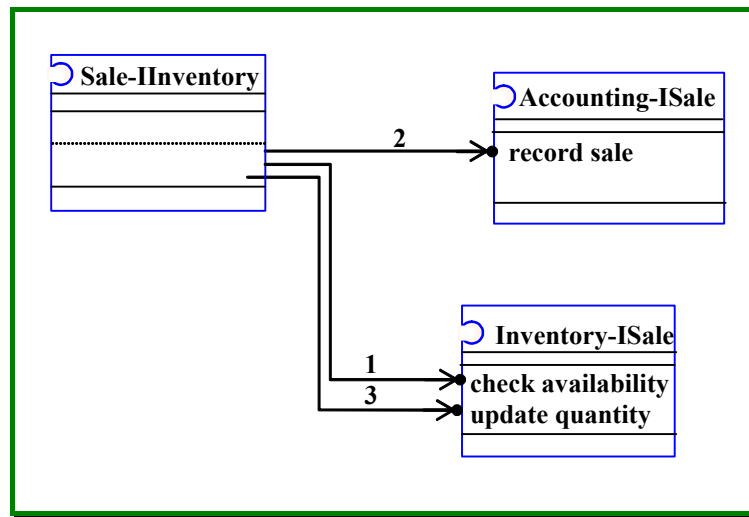 Sale-IInventory
Accounting-ISale
2
record sale
Inventory-ISale
1
check availability
3
update quantity